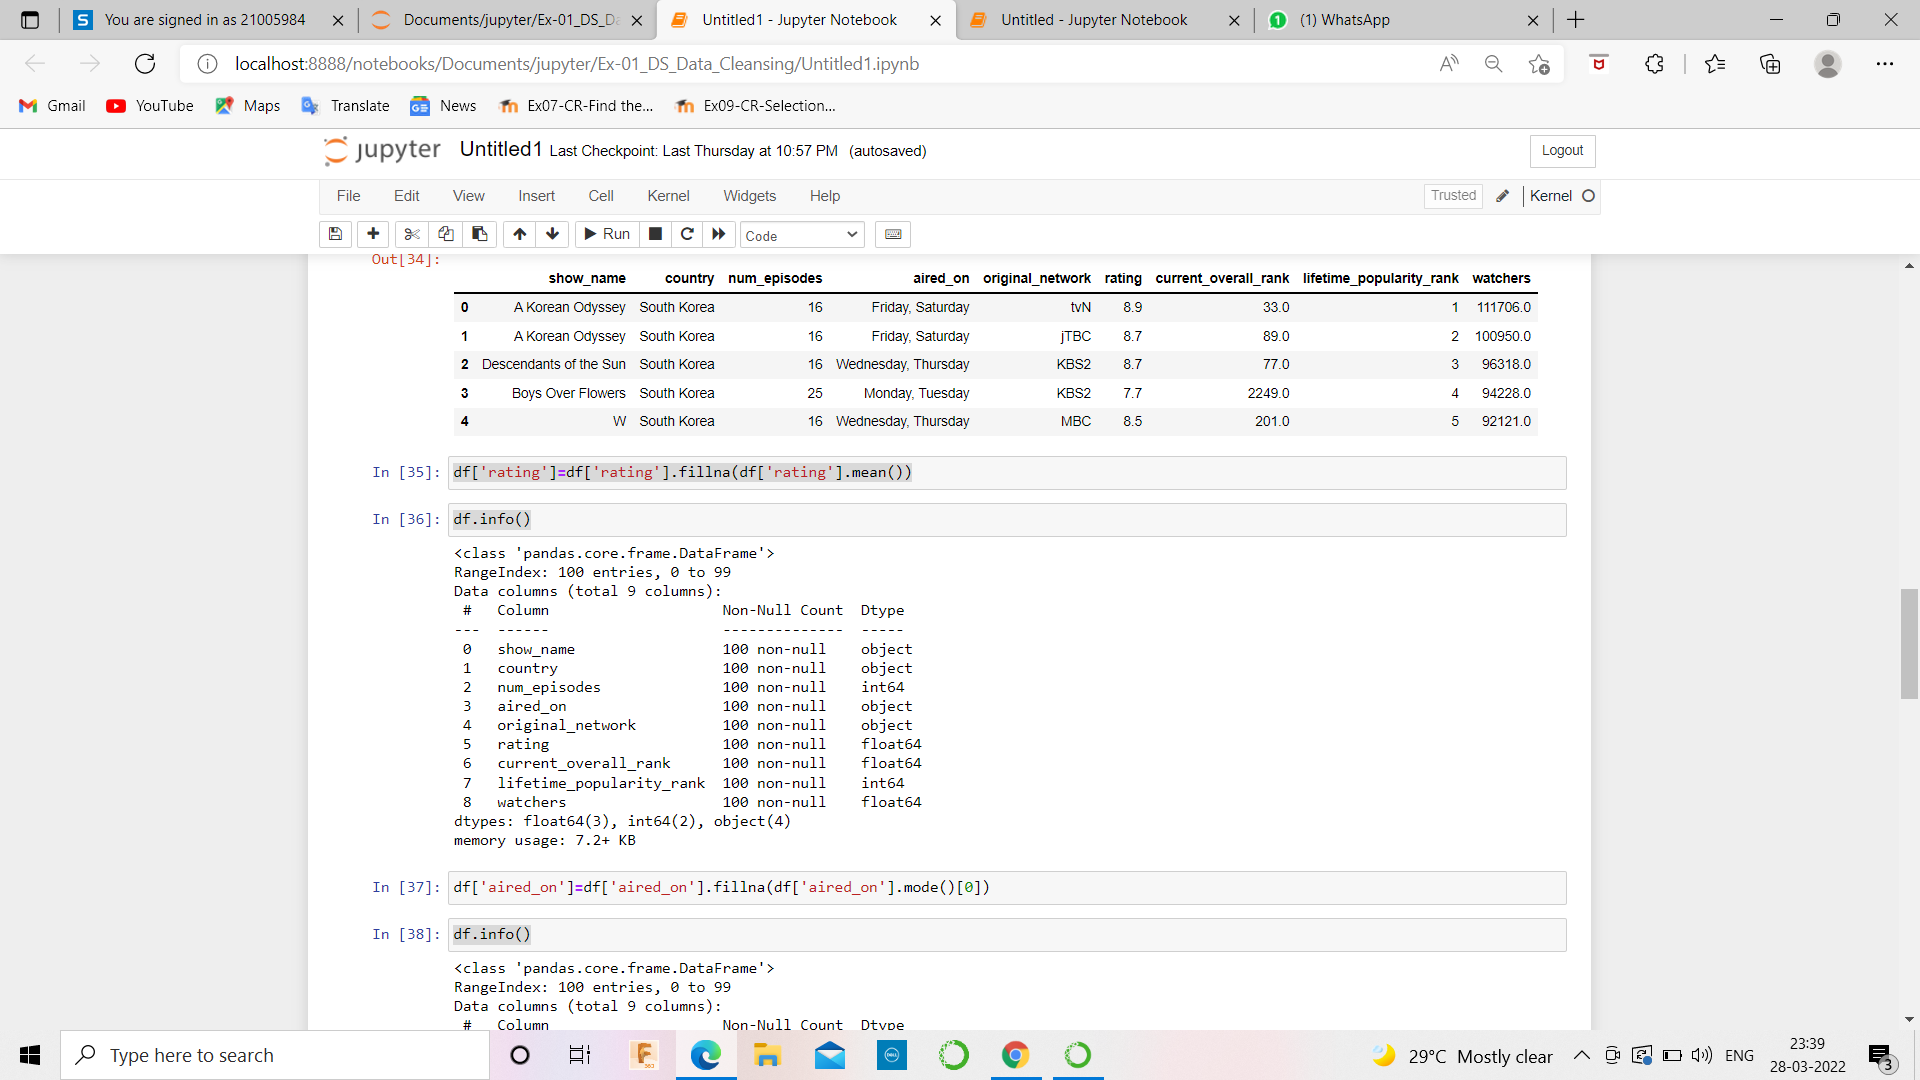 You are signed in as 21005984
Documents/jupyter/Ex-01_DS_Da
Untitled1 - Jupyter Notebook
Untitled - Jupyter Notebook
(1) WhatsApp
localhost:8888/notebooks/Documents/jupyter/Ex-01_DS_Data_Cleansing/Untitled1.ipynb
Gmail YouTube Maps Translate News Ex07-CR-Find the... Ex09-CR-Selection...
jupyter Untitled1 Last Checkpoint: Last Thursday at 10:57 PM (autosaved) Logout
File Edit View Insert Cell Kernel Widgets Help Trusted Kernel
Run Code
Out[34]:
show_name country num_episodes aired_on original_network rating current_overall_rank lifetime_popularity_rank watchers
0 A Korean Odyssey South Korea 16 Friday, Saturday tvN 8.9 33.0 1 111706.0
1 A Korean Odyssey South Korea 16 Friday, Saturday jTBC 8.7 89.0 2 100950.0
2 Descendants of the Sun South Korea 16 Wednesday, Thursday KBS2 8.7 77.0 3 96318.0
3 Boys Over Flowers South Korea 25 Monday, Tuesday KBS2 7.7 2249.0 4 94228.0
4 W South Korea 16 Wednesday, Thursday MBC 8.5 201.0 5 92121.0
In [35]: df['rating']=df['rating'].fillna(df['rating'].mean())
In [36]: df.info()
<class 'pandas.core.frame.DataFrame'>
RangeIndex: 100 entries, 0 to 99
Data columns (total 9 columns):
# Column Non-Null Count Dtype
--- ------ -------------- -----
0 show_name 100 non-null object
1 country 100 non-null object
2 num_episodes 100 non-null int64
3 aired_on 100 non-null object
4 original_network 100 non-null object
5 rating 100 non-null float64
6 current_overall_rank 100 non-null float64
7 lifetime_popularity_rank 100 non-null int64
8 watchers 100 non-null float64
dtypes: float64(3), int64(2), object(4)
memory usage: 7.2+ KB
In [37]: df['aired_on']=df['aired_on'].fillna(df['aired_on'].mode()[0])
In [38]: df.info()
<class 'pandas.core.frame.DataFrame'>
RangeIndex: 100 entries, 0 to 99
Data columns (total 9 columns):
# Column Non-Null Count Dtype
Type here to search
29°C Mostly clear
ENG
23:39
28-03-2022
3